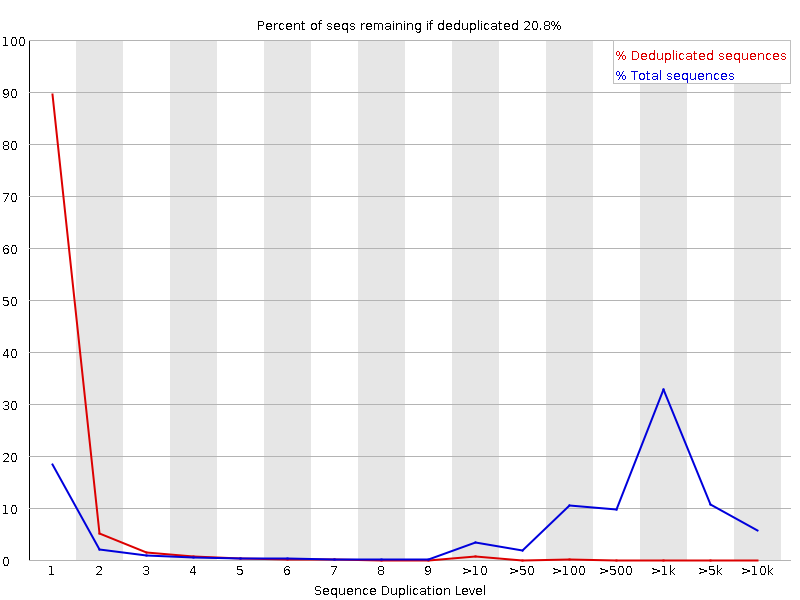 Percent of seqs remaining if deduplicated 20.8%
% Deduplicated sequences
% Total sequences
100
90
80
70
60
50
40
30
20
10
0
1 2 3 4 5 6 7 8 9 >10 >50 >100 >500 >1k >5k >10k
Sequence Duplication Level